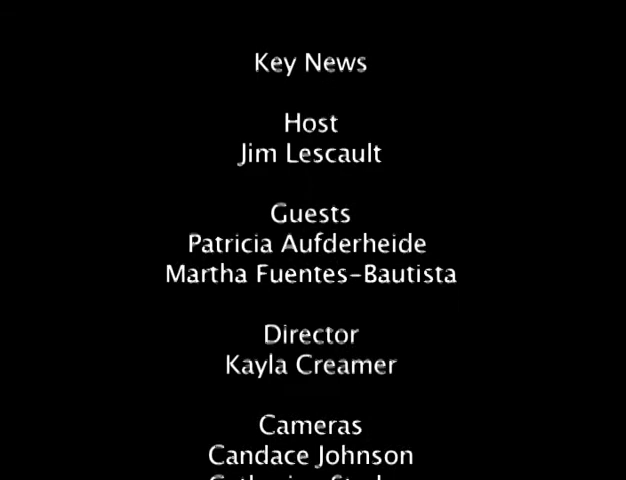 Key News
Host
Jim Lescault
Guests
Patricia Aufderheide
Martha Fuentes-Bautista
Director
Kayla Creamer
Cameras
Candace Johnson